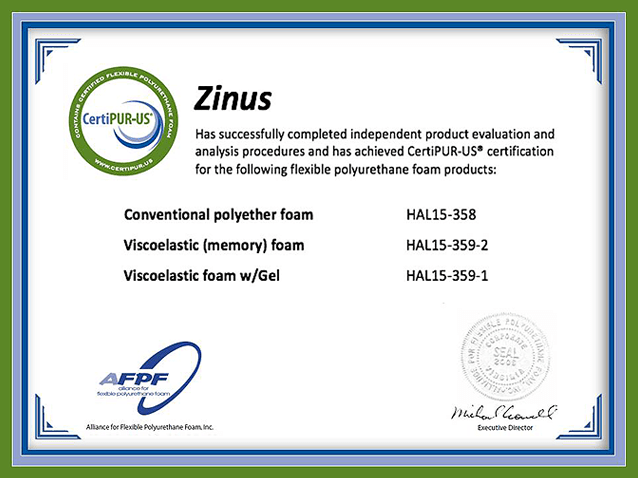 CONTAINS CERTIFIED FLEXIBLE POLYURETHANE FOAM
CertiPUR-US®
WWW.CERTIPUR.US
Zinus
Has successfully completed independent product evaluation and
analysis procedures and has achieved CertiPUR-US® certification
for the following flexible polyurethane foam products:
Conventional polyether foam HAL15-358
Viscoelastic (memory) foam HAL15-359-2
Viscoelastic foam w/Gel HAL15-359-1
AFPF
alliance for
flexible polyurethane foam
Alliance for Flexible Polyurethane Foam, Inc.
FOR FLEXIBLE POLYURETHANE FOAM
CORPORATE
SEAL
VIRGINIA
Executive Director